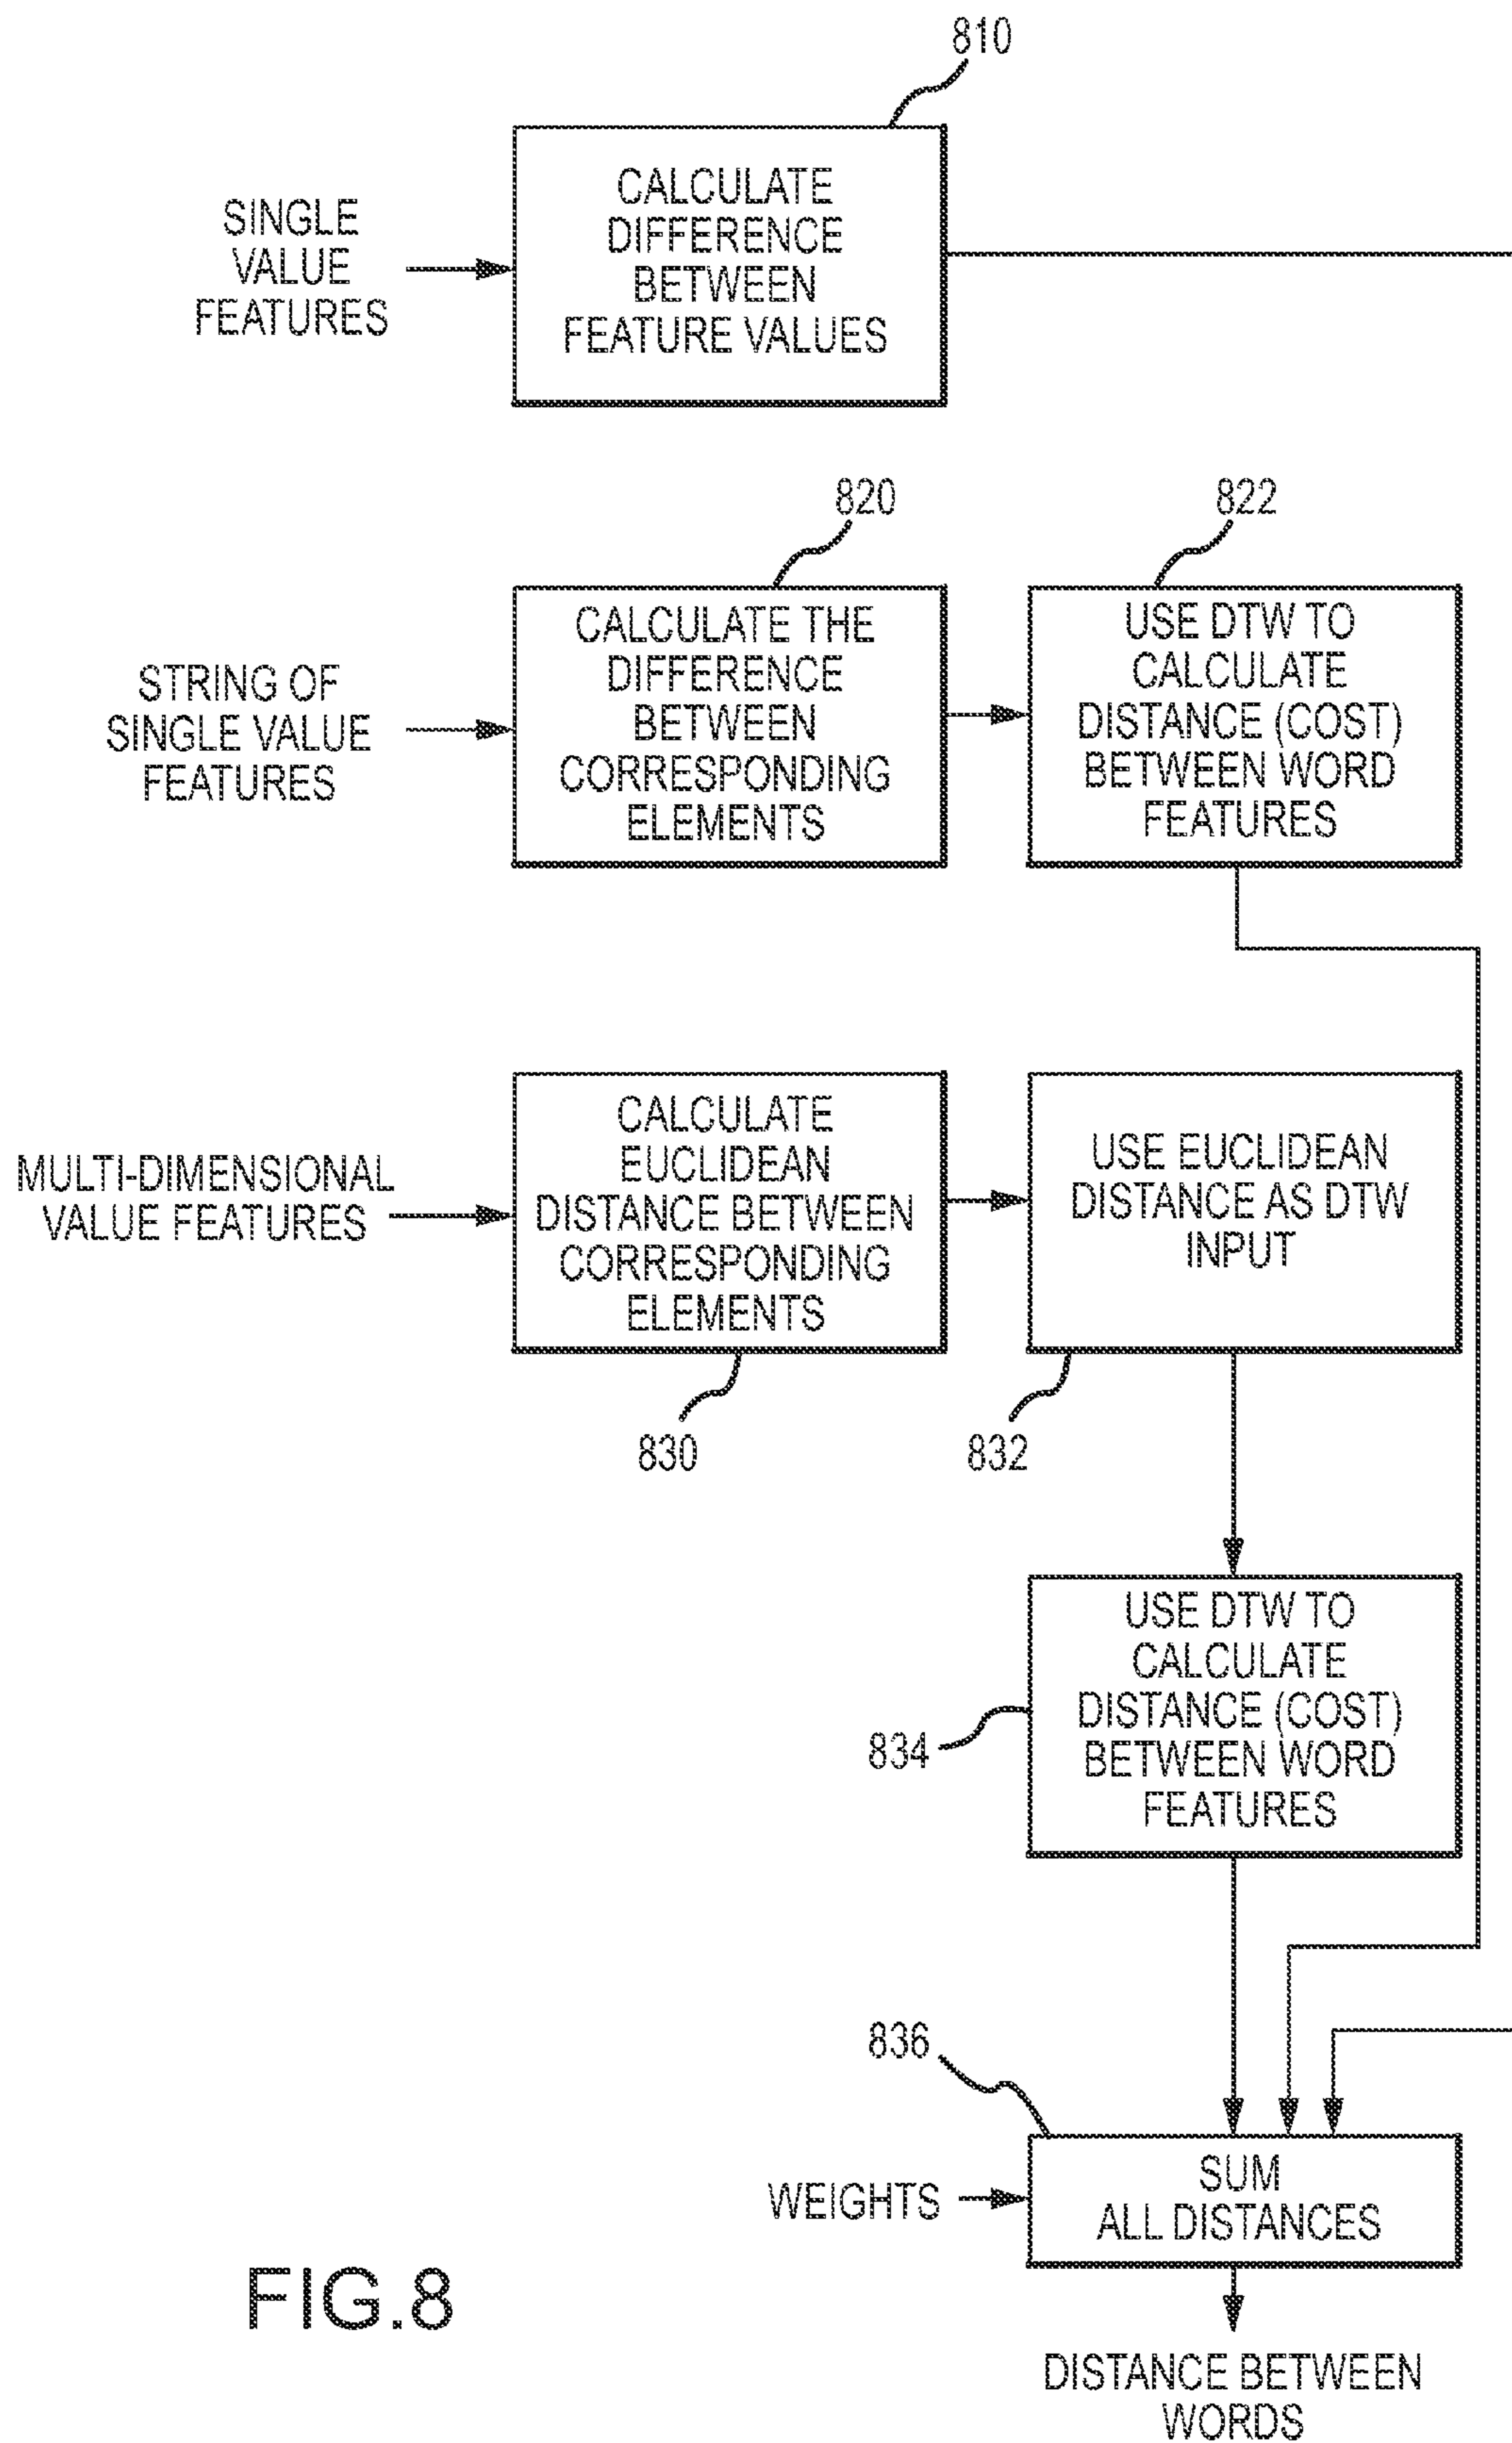 810
SINGLE
VALUE
FEATURES
CALCULATE
DIFFERENCE
BETWEEN
FEATURE VALUES
820
822
STRING OF
SINGLE VALUE
FEATURES
CALCULATE THE
DIFFERENCE
BETWEEN
CORRESPONDING
ELEMENTS
USE DTW TO
CALCULATE
DISTANCE (COST)
BETWEEN WORD
FEATURES
MULTI-DIMENSIONAL
VALUE FEATURES
CALCULATE
EUCLIDEAN
DISTANCE BETWEEN
CORRESPONDING
ELEMENTS
USE EUCLIDEAN
DISTANCE AS DTW
INPUT
830
832
834
USE DTW TO
CALCULATE
DISTANCE (COST)
BETWEEN WORD
FEATURES
836
WEIGHTS
SUM
ALL DISTANCES
FIG.8
DISTANCE BETWEEN
WORDS